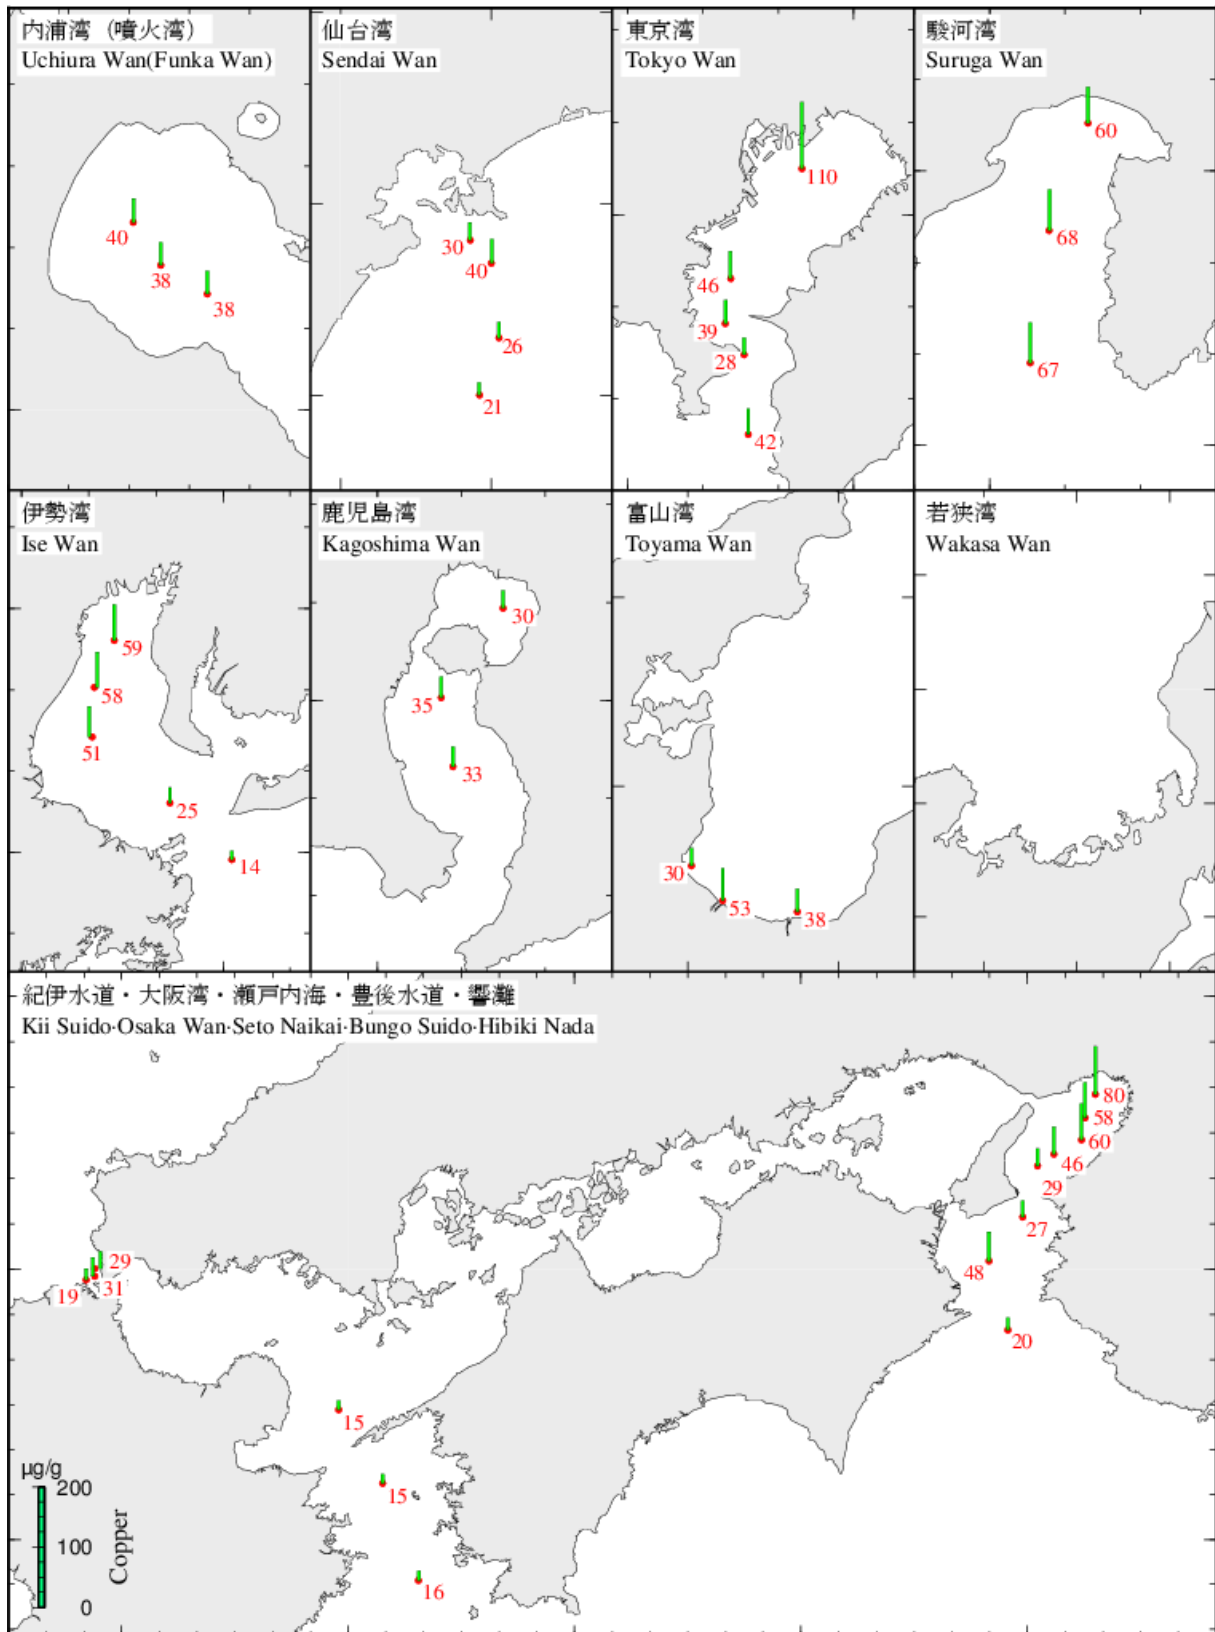 内浦湾（噴火湾）
Uchiura Wan(Funka Wan)
40
38
38
仙台湾
Sendai Wan
30
40
26
21
東京湾
Tokyo Wan
110
46
39
28
42
駿河湾
Suruga Wan
60
68
67
伊勢湾
Ise Wan
59
58
51
25
14
鹿児島湾
Kagoshima Wan
30
35
33
富山湾
Toyama Wan
30
53
38
若狭湾
Wakasa Wan
紀伊水道・大阪湾・瀬戸内海・豊後水道・響灘
Kii Suido·Osaka Wan·Seto Naikai·Bungo Suido·Hibiki Nada
80
58
60
46
29
27
48
20
29
31
19
15
15
16
µg/g
200
100
0
Copper